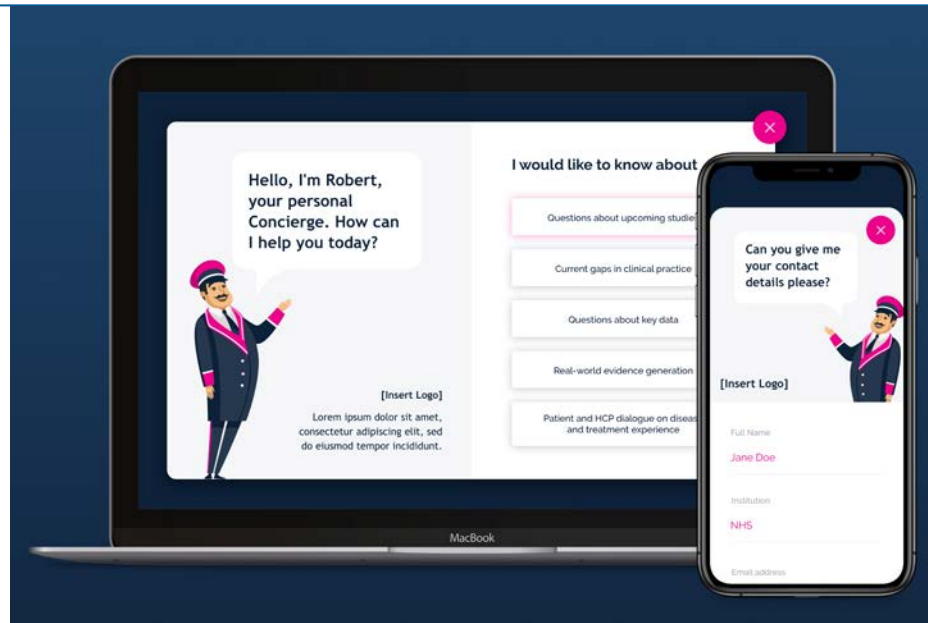 Hello, I'm Robert,
your personal
Concierge. How can
I help you today?
[Insert Logo]
Lorem ipsum dolor sit amet,
consectetur adipiscing elit, sed
do eiusmod tempor incididunt.
I would like to know about
Questions about upcoming studie
Current gaps in clinical practice
Questions about key data
Real-world evidence generation
Patient and HCP dialogue on diseas
and treatment experience
MacBook
Can you give me
your contact
details please?
[Insert Logo]
Full Name
Jane Doe
Institution
NHS
Email address